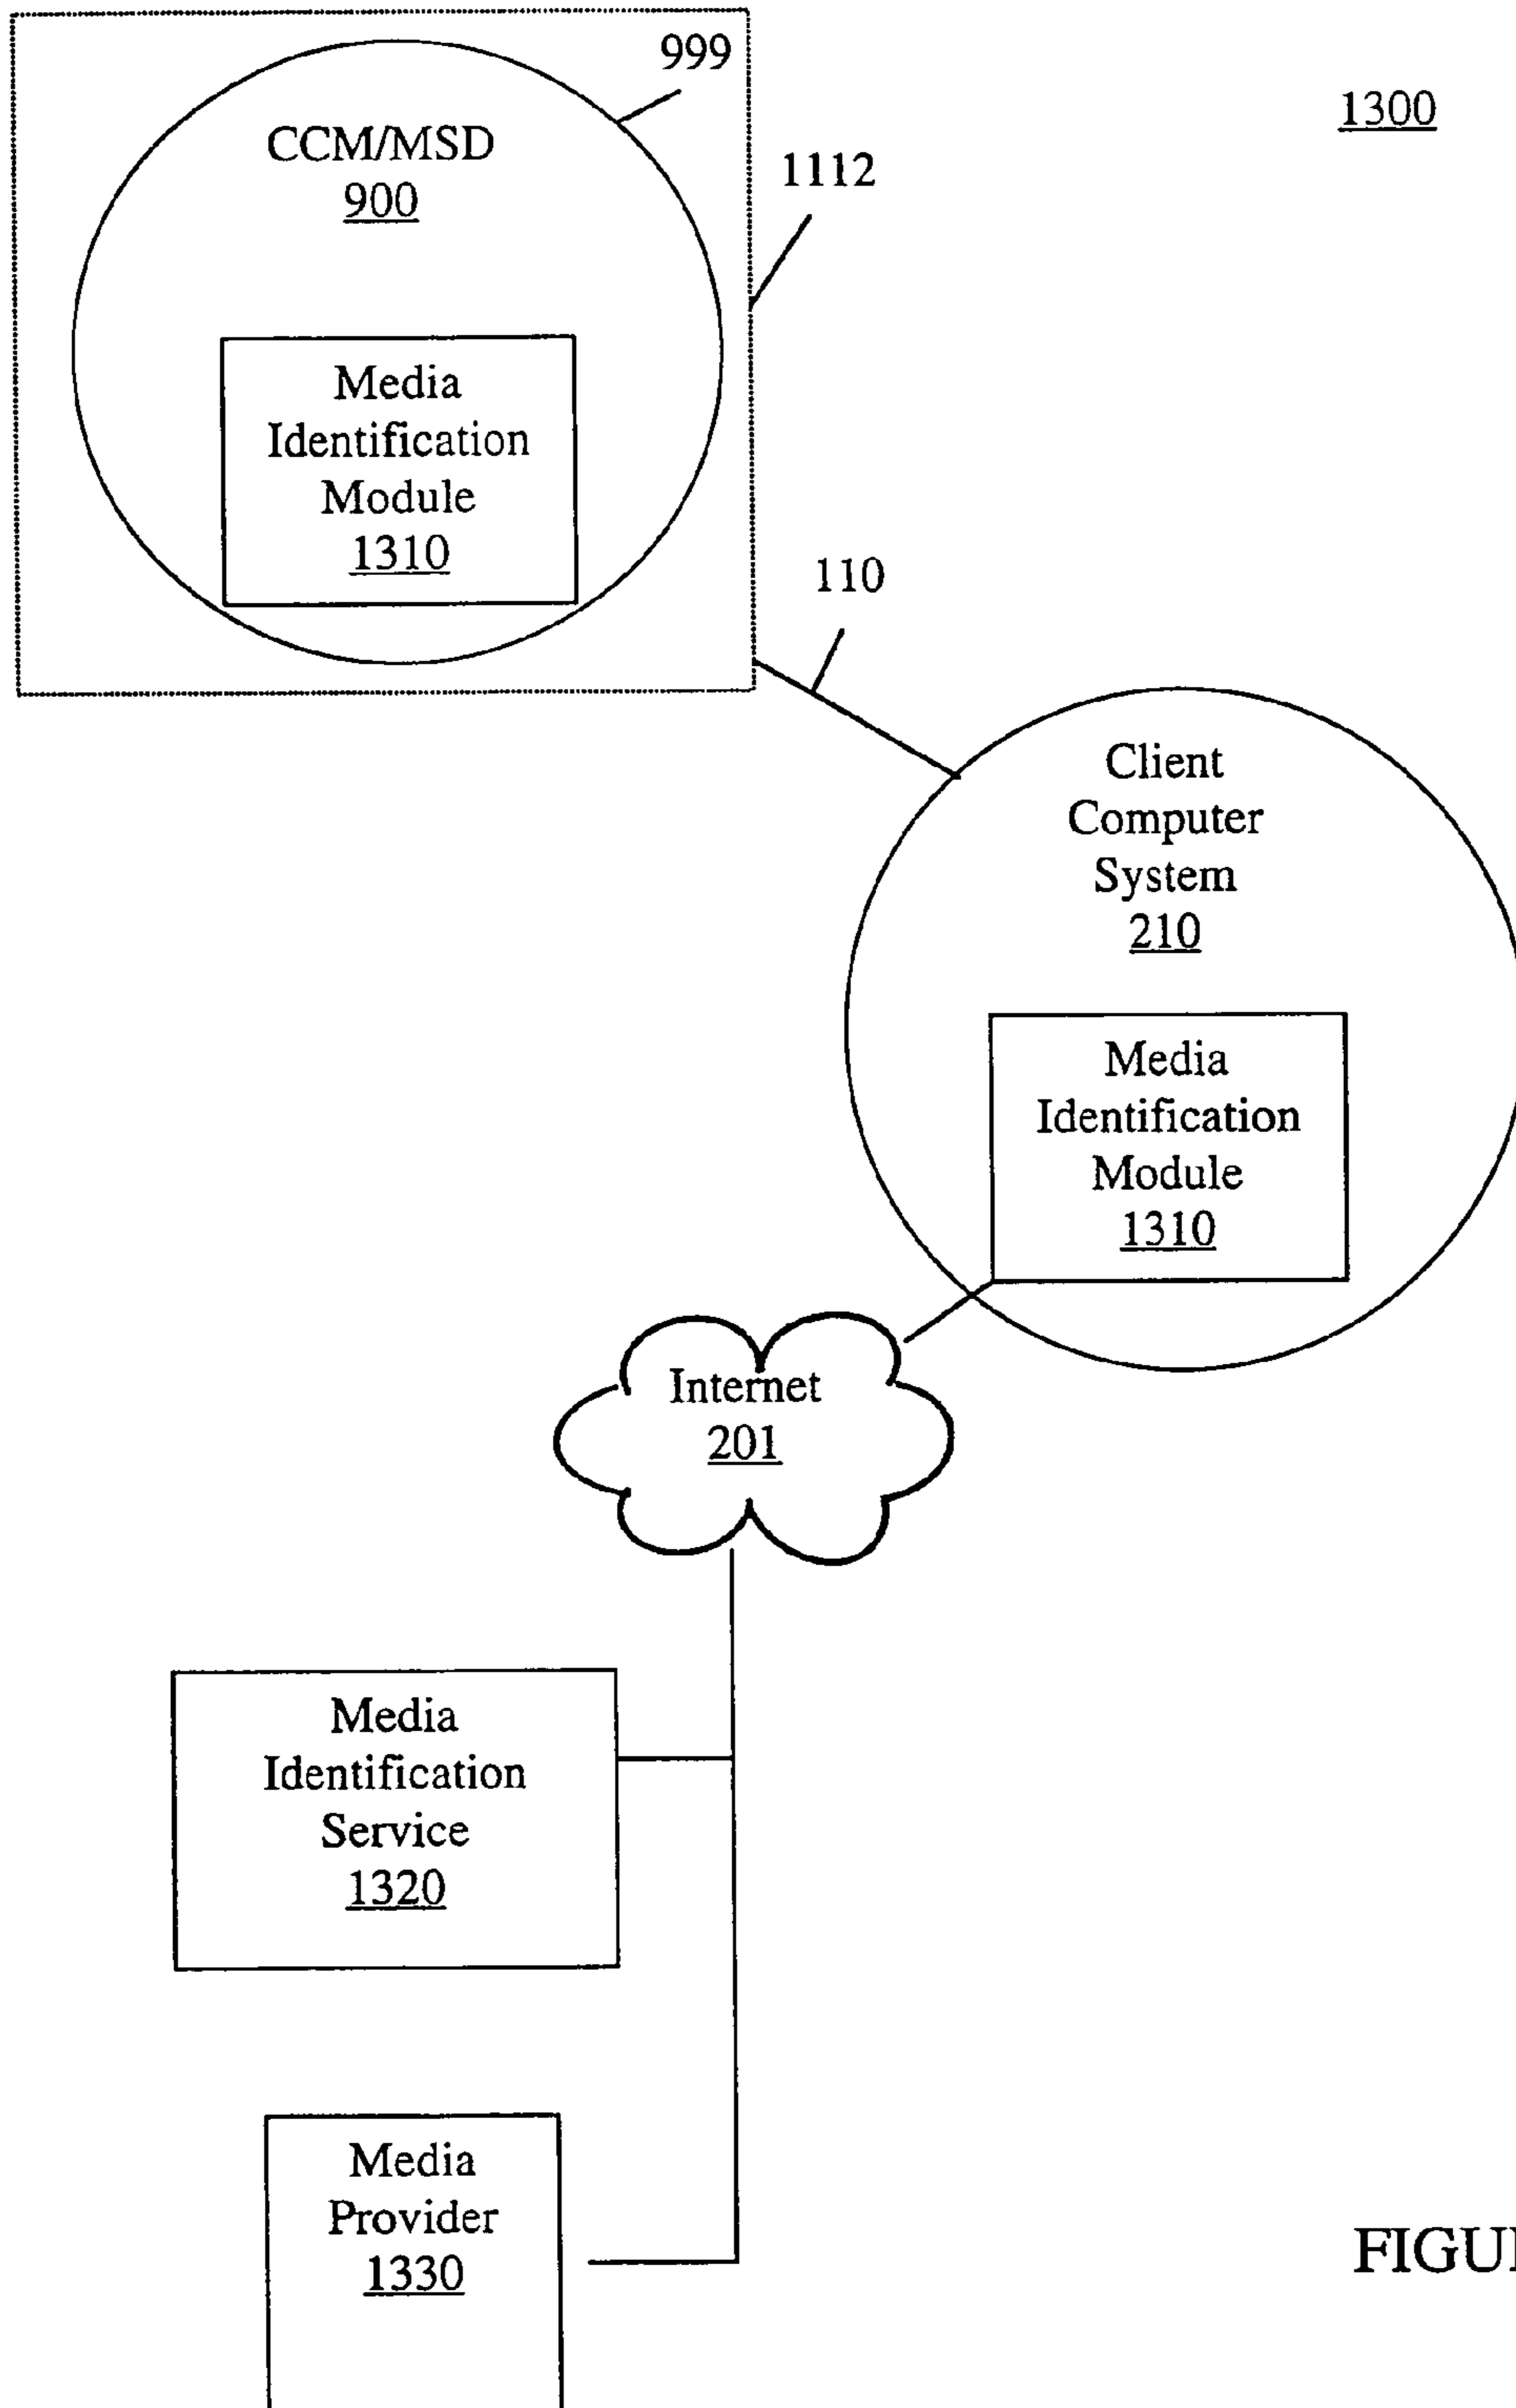 999
1300
CCM/MSD
900
1112
Media
Identification
Module
1310
110
Client
Computer
System
210
Media
Identification
Module
1310
Internet
201
Media
Identification
Service
1320
Media
Provider
1330